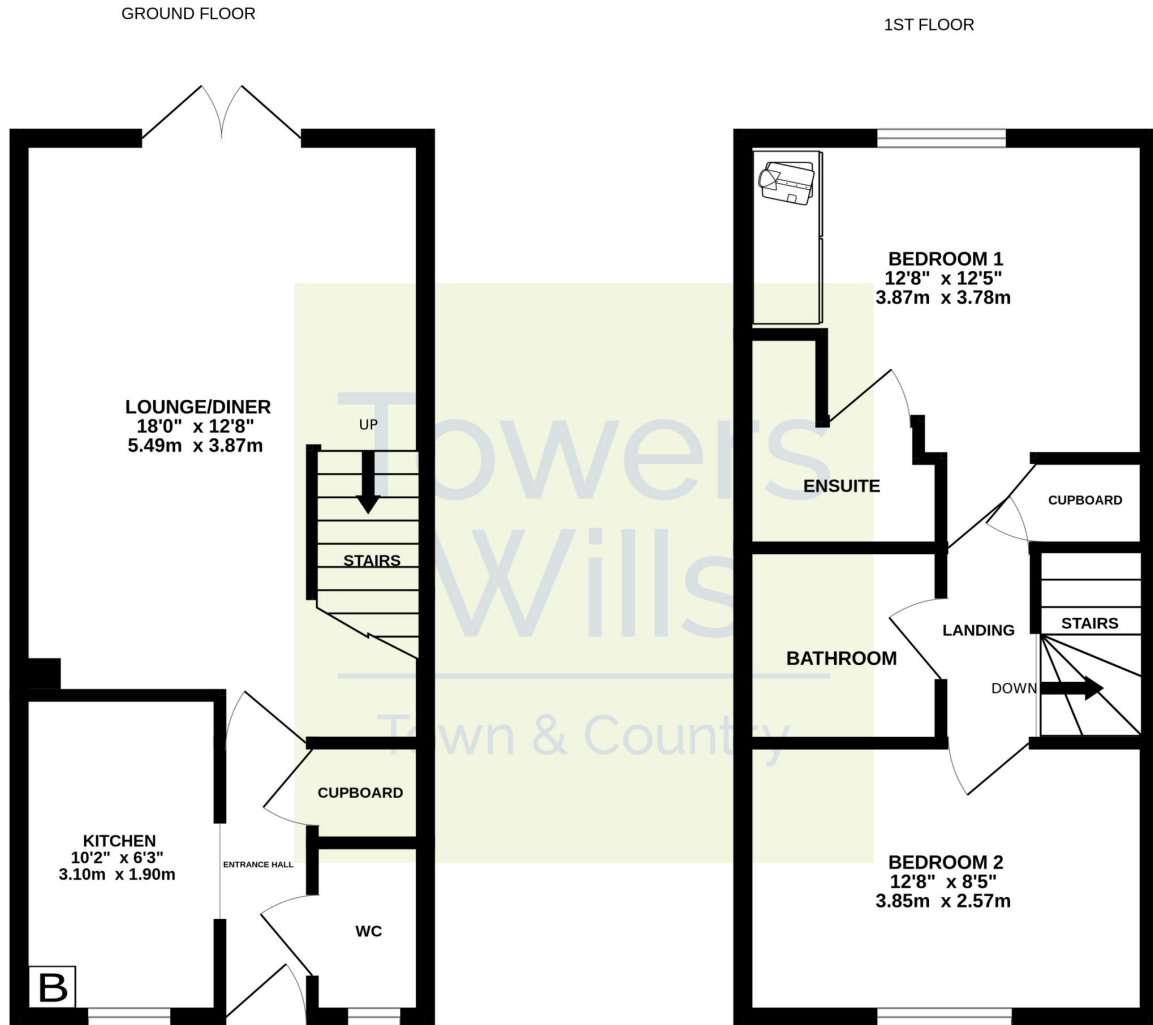 GROUND FLOOR
LOUNGE/DINER
18'0" x 12'8"
5.49m x 3.87m
UP
STAIRS
CUPBOARD
KITCHEN
10'2" x 6'3"
3.10m x 1.90m
ENTRANCE HALL
WC
B
Towers
Wills
Town & Country
1ST FLOOR
BEDROOM 1
12'8" x 12'5"
3.87m x 3.78m
ENSUITE
CUPBOARD
LANDING
STAIRS
BATHROOM
DOWN
BEDROOM 2
12'8" x 8'5"
3.85m x 2.57m